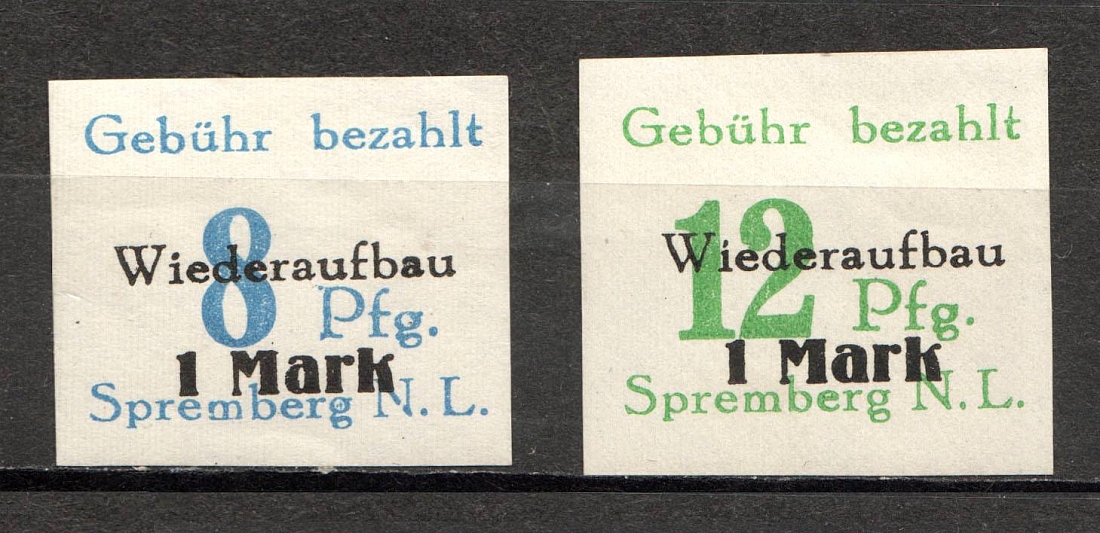 Gebühr bezahlt
8 Pfg.
Wiederaufbau
1 Mark
Spremberg N.L.
Gebühr bezahlt
12 Pfg.
Wiederaufbau
1 Mark
Spremberg N.L.